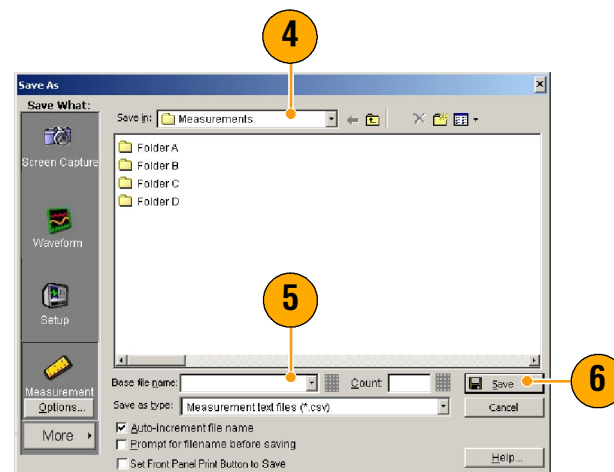 4
Save As
Save What:
Save in: Measurements
Screen Capture
Folder A
Folder B
Folder C
Folder D
Waveform
Setup
5
6
Measurement
Base file name:
Count:
Save
Options...
Save as type: Measurement text files (*.csv)
Cancel
More
Auto-increment file name
Prompt for filename before saving
Set Front Panel Print Button to Save
Help...